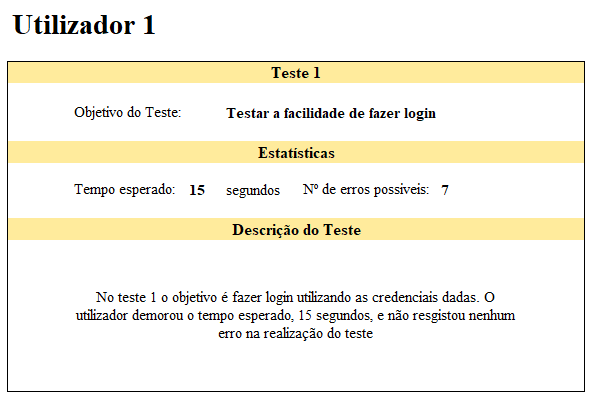 Utilizador 1
Teste 1
Objetivo do Teste: Testar a facilidade de fazer login
Estatísticas
Tempo esperado: 15 segundos Nº de erros possiveis: 7
Descrição do Teste
No teste 1 o objetivo é fazer login utilizando as credenciais dadas. O
utilizador demorou o tempo esperado, 15 segundos, e não resgistou nenhum
erro na realização do teste